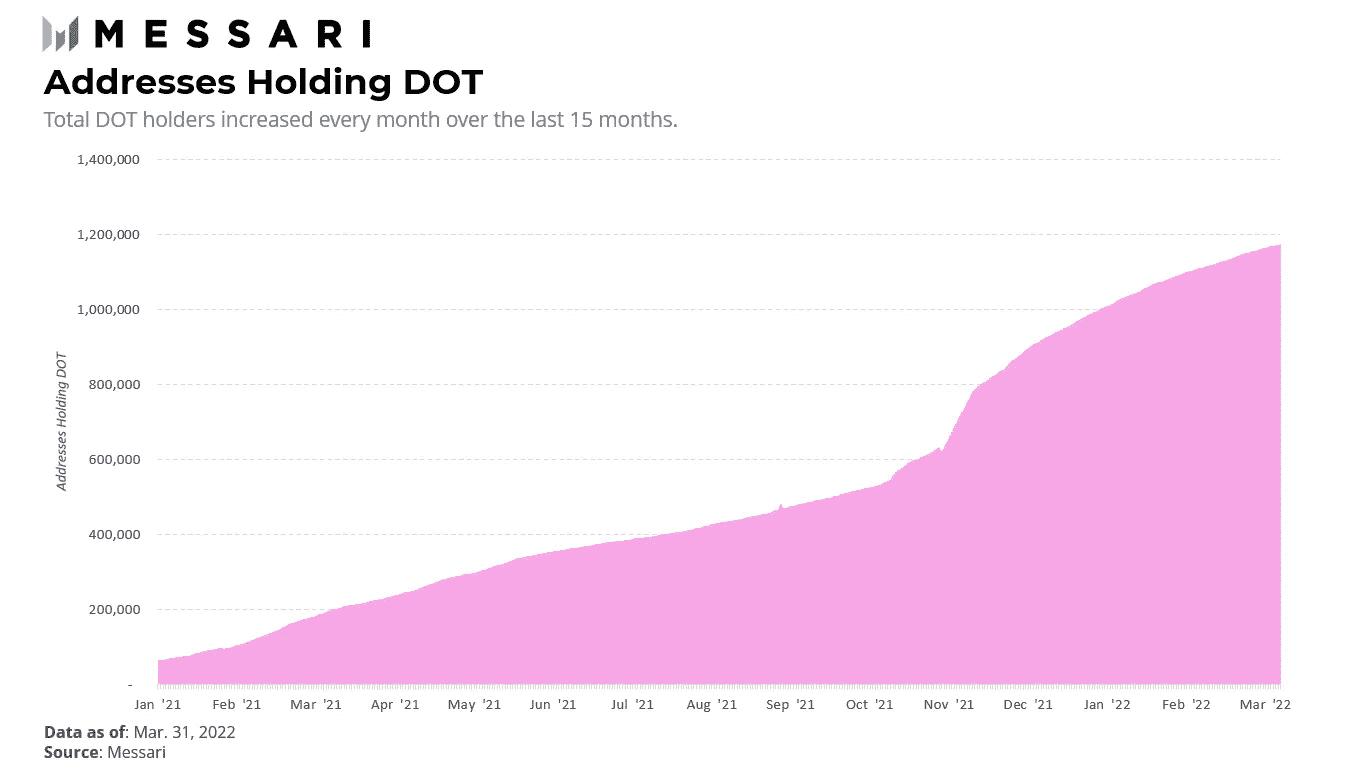 MESSARI
Addresses Holding DOT
Total DOT holders increased every month over the last 15 months.
1,400,000
1,200,000
1,000,000
800,000
600,000
400,000
200,000
-
Addresses Holding DOT
Jan '21 Feb '21 Mar '21 Apr '21 May '21 Jun '21 Jul '21 Aug '21 Sep '21 Oct '21 Nov '21 Dec '21 Jan '22 Feb '22 Mar '22
Data as of: Mar. 31, 2022
Source: Messari